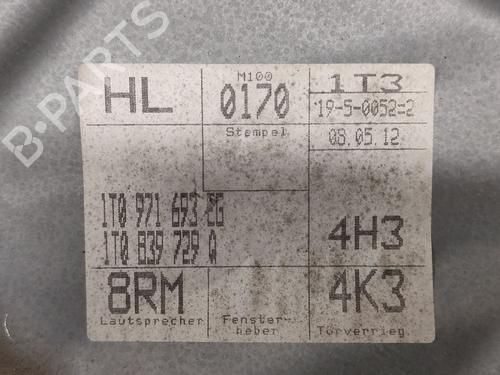 B-PARTS
HL
M100
0170
Stempel
1T3
19-S-0052=2
08.05.12
1T0 971 693 EG
1T0 839 729 Q
4H3
8RM
Lautsprecher
Fenster-
heber
4K3
Türverrieg.